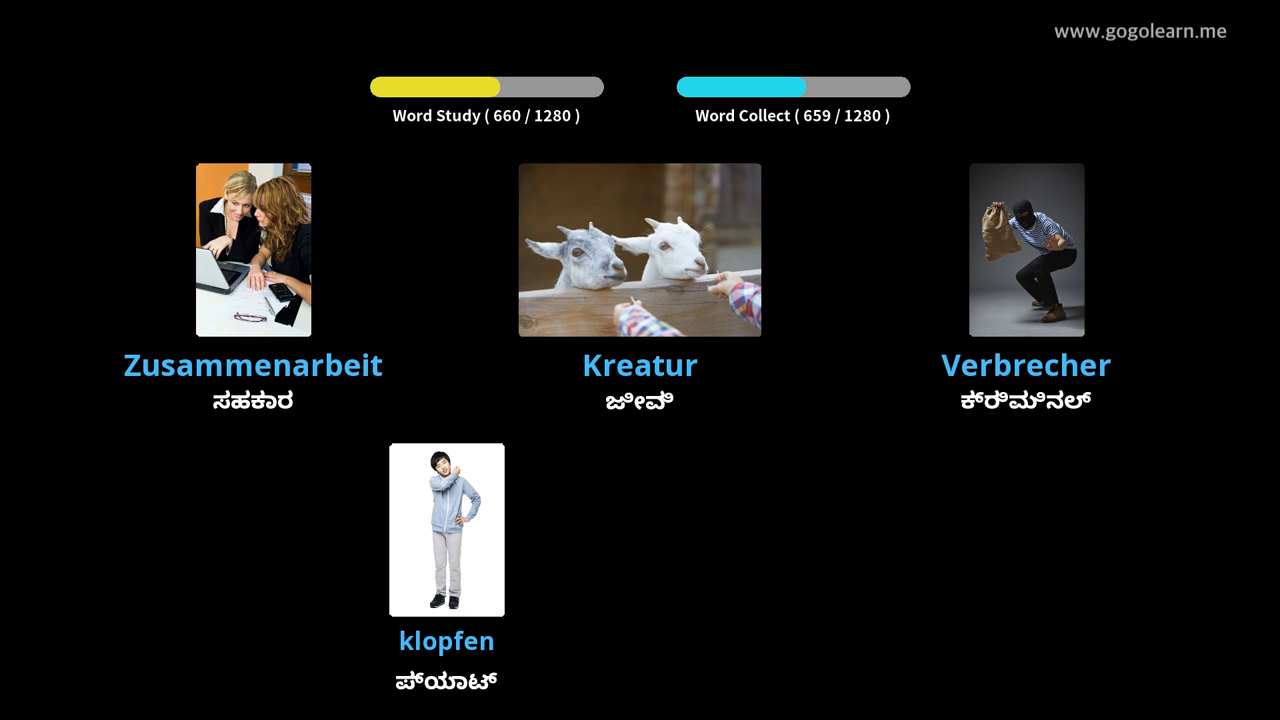 www.gogolearn.me
Word Study ( 660 / 1280 )
Word Collect ( 659 / 1280 )
Zusammenarbeit
ಸಹಕಾರ
Kreatur
ಜೀವಿ
Verbrecher
ಕ್ರಿಮಿನಲ್
klopfen
ಪ್ಯಾಟ್